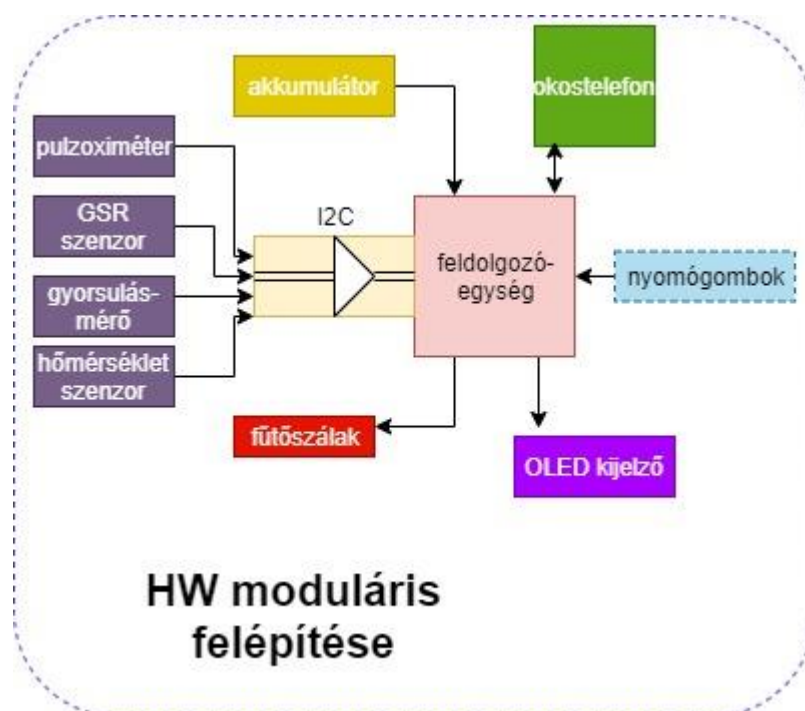 akkumulátor
okostelefon
pulzoximéter
GSR
szenzor
I2C
gyorsulás-
mérő
hőmérséklet
szenzor
feldolgozó-
egység
nyomógombok
fűtőszálak
OLED kijelző
HW moduláris
felépítése